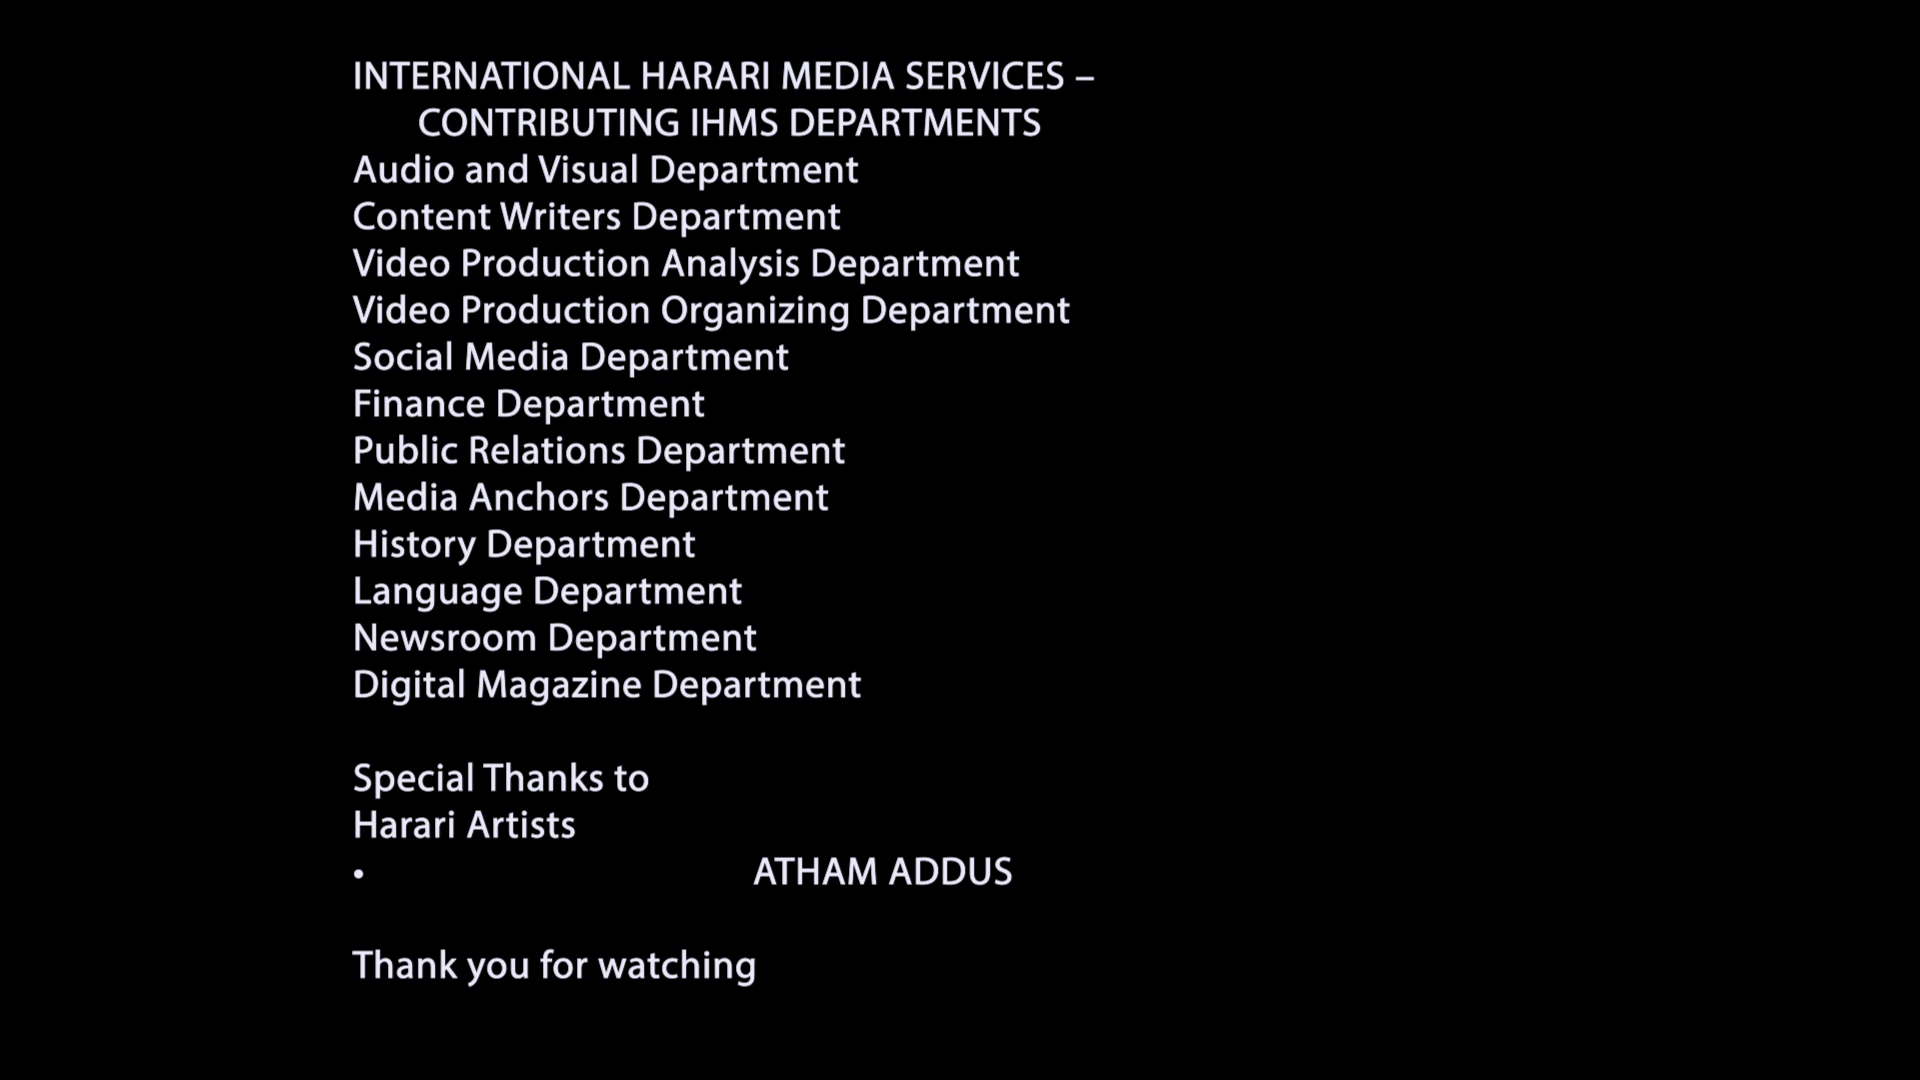 INTERNATIONAL HARARI MEDIA SERVICES –
CONTRIBUTING IHMS DEPARTMENTS
Audio and Visual Department
Content Writers Department
Video Production Analysis Department
Video Production Organizing Department
Social Media Department
Finance Department
Public Relations Department
Media Anchors Department
History Department
Language Department
Newsroom Department
Digital Magazine Department
Special Thanks to
Harari Artists
• ATHAM ADDUS
Thank you for watching